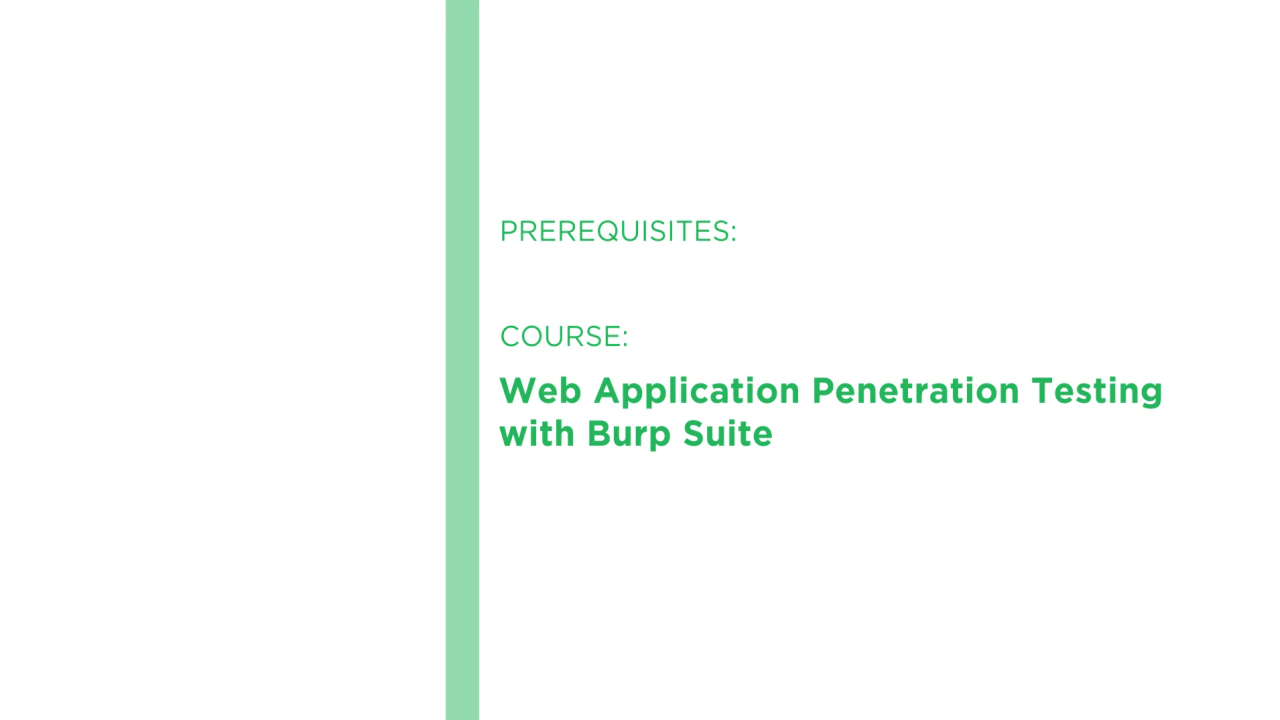 PREREQUISITES:
COURSE:
Web Application Penetration Testing
with Burp Suite